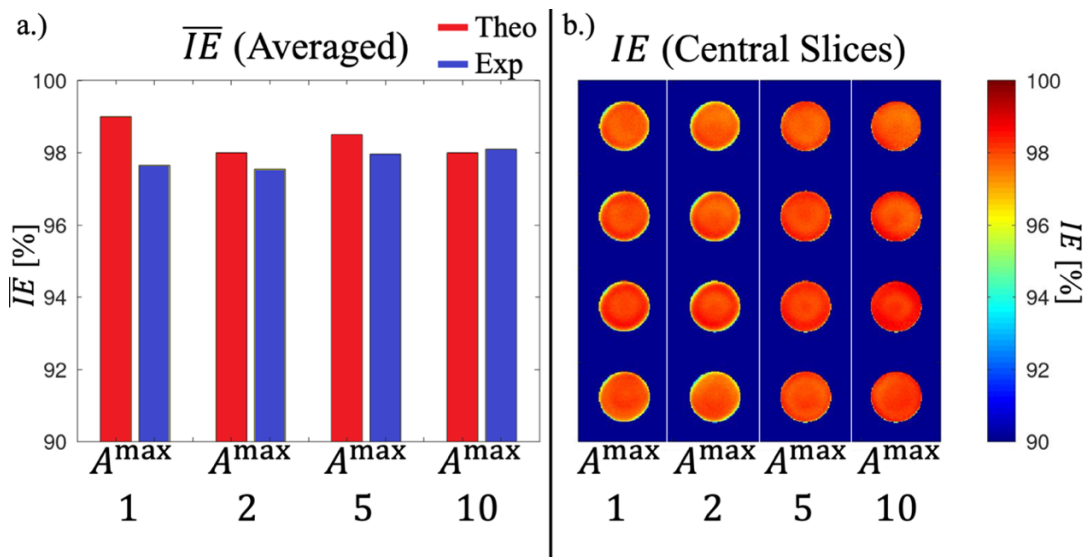 a.)
IE (Averaged)
Theo
Exp
100
98
96
94
92
90
IE [%]
A^max A^max A^max A^max
1 2 5 10
b.)
IE (Central Slices)
A^max A^max A^max A^max
1 2 5 10
100
98
96
94
92
90
IE [%]